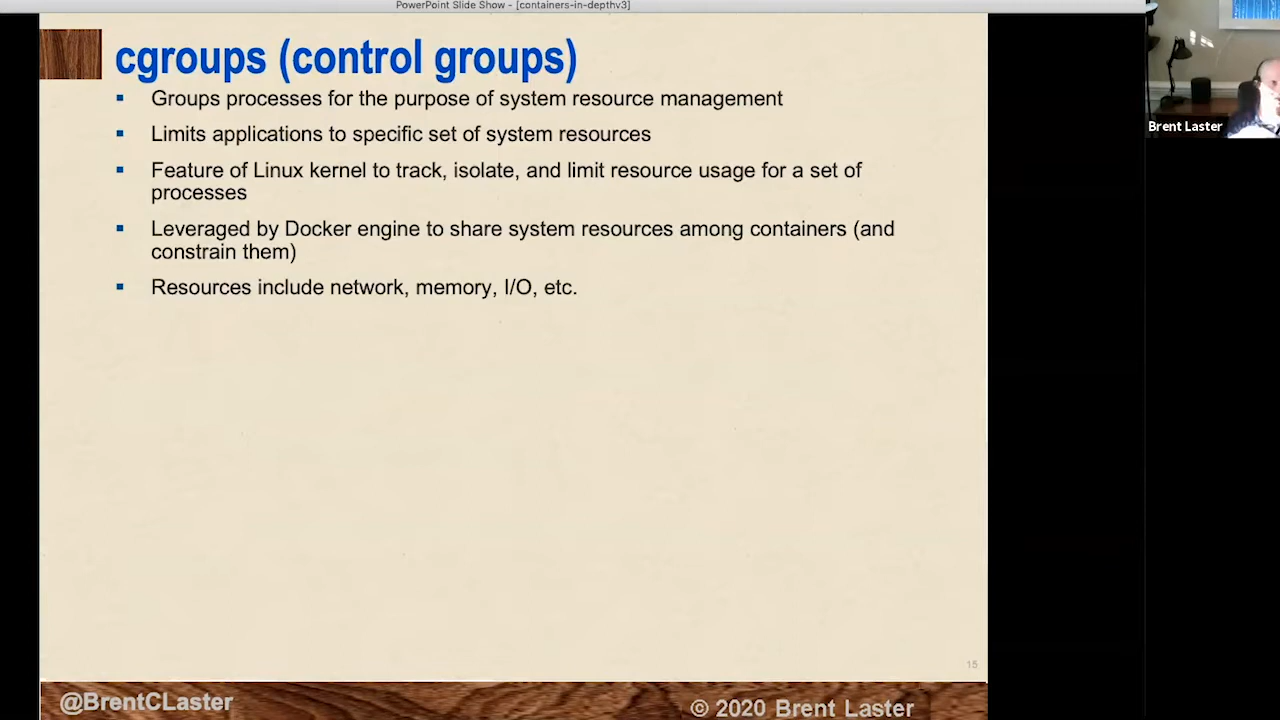 PowerPoint Slide Show - [containers-in-depthv3]
cgroups (control groups)
Groups processes for the purpose of system resource management
Limits applications to specific set of system resources
Feature of Linux kernel to track, isolate, and limit resource usage for a set of
processes
Leveraged by Docker engine to share system resources among containers (and
constrain them)
Resources include network, memory, I/O, etc.
15
@BrentCLaster
© 2020 Brent Laster
Brent Laster